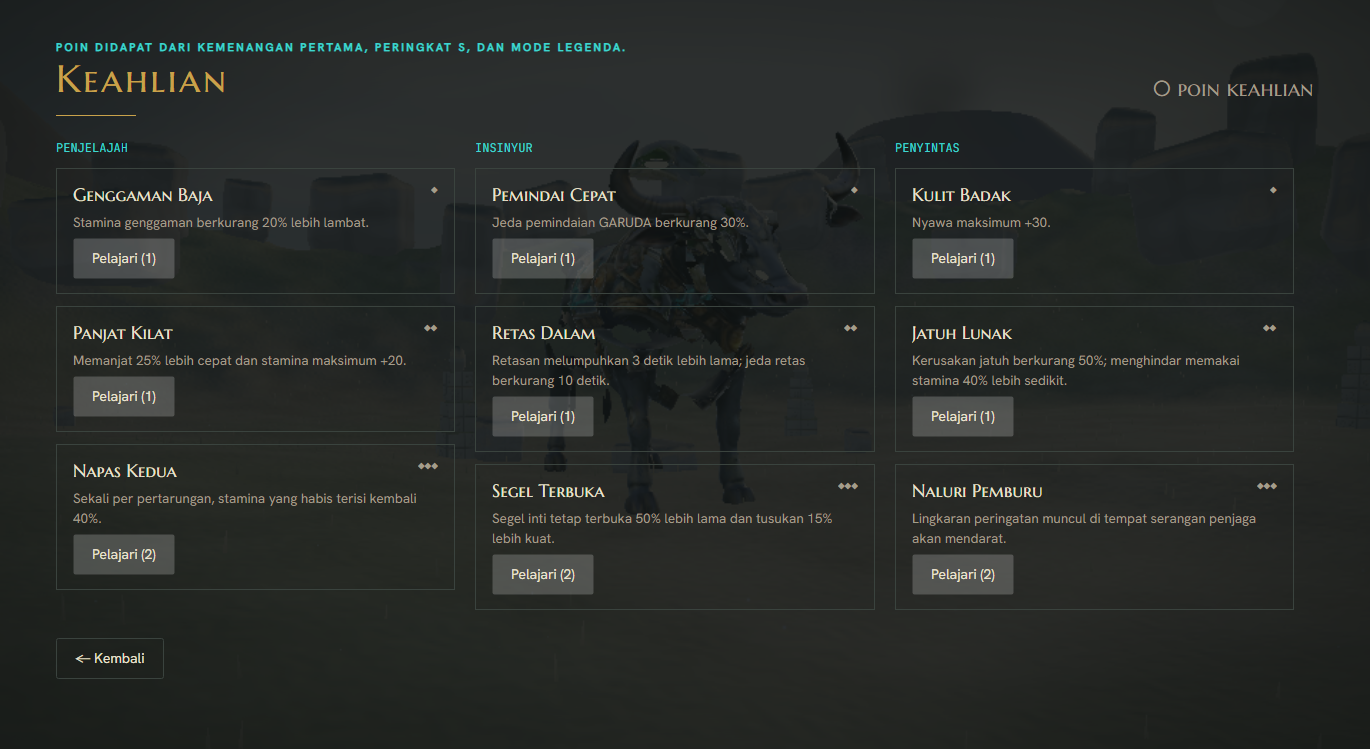 POIN DIDAPAT DARI KEMENANGAN PERTAMA, PERINGKAT S, DAN MODE LEGENDA.
KEAHLIAN
0 POIN KEAHLIAN
PENJELAJAH
GENGGAMAN BAJA
Stamina genggaman berkurang 20% lebih lambat.
Pelajari (1)
PANJAT KILAT
Memanjat 25% lebih cepat dan stamina maksimum +20.
Pelajari (1)
NAPAS KEDUA
Sekali per pertarungan, stamina yang habis terisi kembali
40%.
Pelajari (2)
INSINYUR
PEMINDAI CEPAT
Jeda pemindaian GARUDA berkurang 30%.
Pelajari (1)
RETAS DALAM
Retasan melumpuhkan 3 detik lebih lama; jeda retas
berkurang 10 detik.
Pelajari (1)
SEGEL TERBUKA
Segel inti tetap terbuka 50% lebih lama dan tusukan 15%
lebih kuat.
Pelajari (2)
PENYINTAS
KULIT BADAK
Nyawa maksimum +30.
Pelajari (1)
JATUH LUNAK
Kerusakan jatuh berkurang 50%; menghindar memakai
stamina 40% lebih sedikit.
Pelajari (1)
NALURI PEMBURU
Lingkaran peringatan muncul di tempat serangan penjaga
akan mendarat.
Pelajari (2)
← Kembali